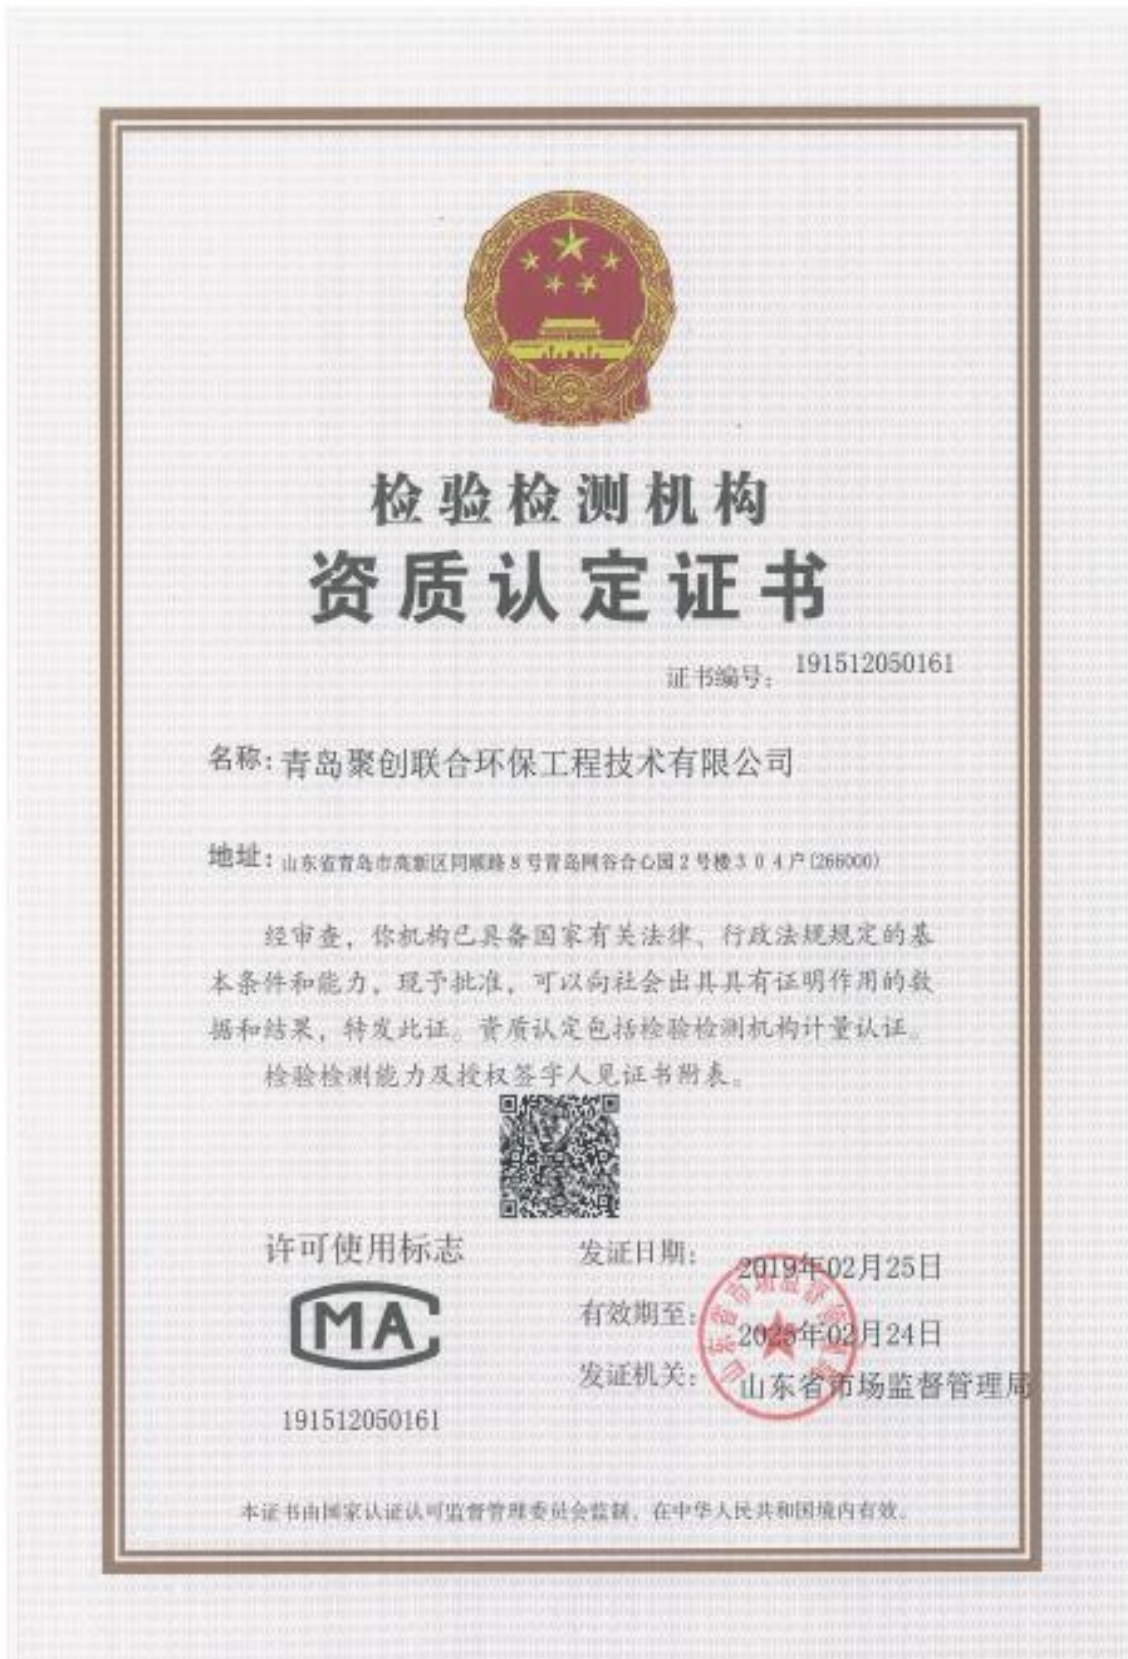 检验检测机构
资质认定证书
证书编号: 191512050161
名称: 青岛聚创联合环保工程技术有限公司
地址: 山东省青岛市高新区同顺路8号青岛网谷合心园2号楼304户(266000)
经审查，你机构已具备国家有关法律、行政法规规定的基
本条件和能力，现予批准，可以向社会出具具有证明作用的数
据和结果，特发此证。资质认定包括检验检测机构计量认证。
检验检测能力及授权签字人见证书附表。
许可使用标志
MA
191512050161
发证日期: 2019年02月25日
有效期至: 2025年02月24日
发证机关: 山东省市场监督管理局
本证书由国家认证认可监督管理委员会监制，在中华人民共和国境内有效。